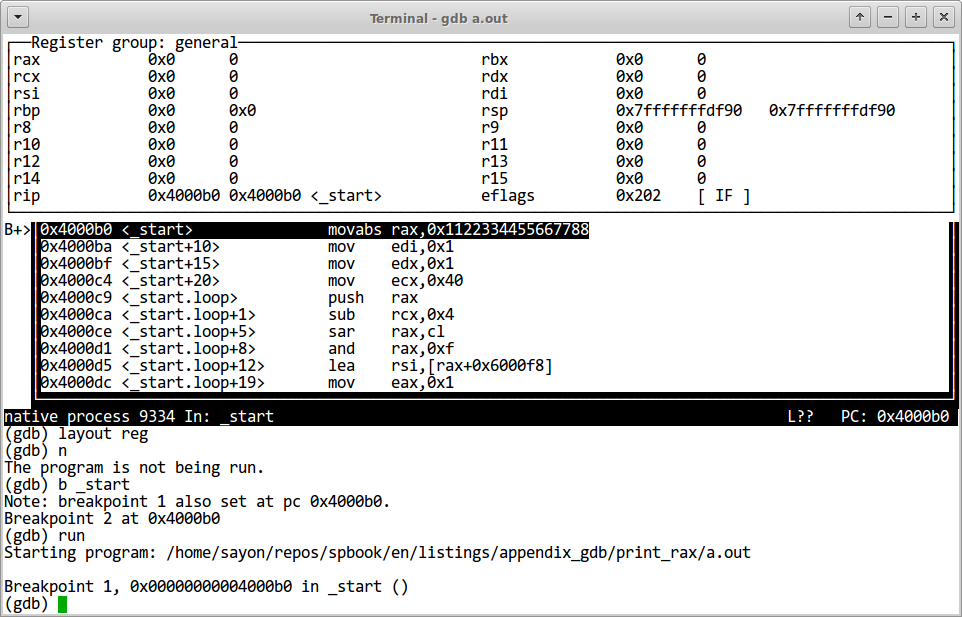 Terminal - gdb a.out
Register group: general
rax 0x0 0 rbx 0x0 0
rcx 0x0 0 rdx 0x0 0
rsi 0x0 0 rdi 0x0 0
rbp 0x0 0x0 rsp 0x7fffffffdf90 0x7fffffffdf90
r8 0x0 0 r9 0x0 0
r10 0x0 0 r11 0x0 0
r12 0x0 0 r13 0x0 0
r14 0x0 0 r15 0x0 0
rip 0x4000b0 0x4000b0 <_start> eflags 0x202 [ IF ]
B+> 0x4000b0 <_start> movabs rax,0x1122334455667788
0x4000ba <_start+10> mov edi,0x1
0x4000bf <_start+15> mov edx,0x1
0x4000c4 <_start+20> mov ecx,0x40
0x4000c9 <_start.loop> push rax
0x4000ca <_start.loop+1> sub rcx,0x4
0x4000ce <_start.loop+5> sar rax,cl
0x4000d1 <_start.loop+8> and rax,0xf
0x4000d5 <_start.loop+12> lea rsi,[rax+0x6000f8]
0x4000dc <_start.loop+19> mov eax,0x1
native process 9334 In: _start L?? PC: 0x4000b0
(gdb) layout reg
(gdb) n
The program is not being run.
(gdb) b _start
Note: breakpoint 1 also set at pc 0x4000b0.
Breakpoint 2 at 0x4000b0
(gdb) run
Starting program: /home/sayon/repos/spbook/en/listings/appendix_gdb/print_rax/a.out
Breakpoint 1, 0x00000000004000b0 in _start ()
(gdb)